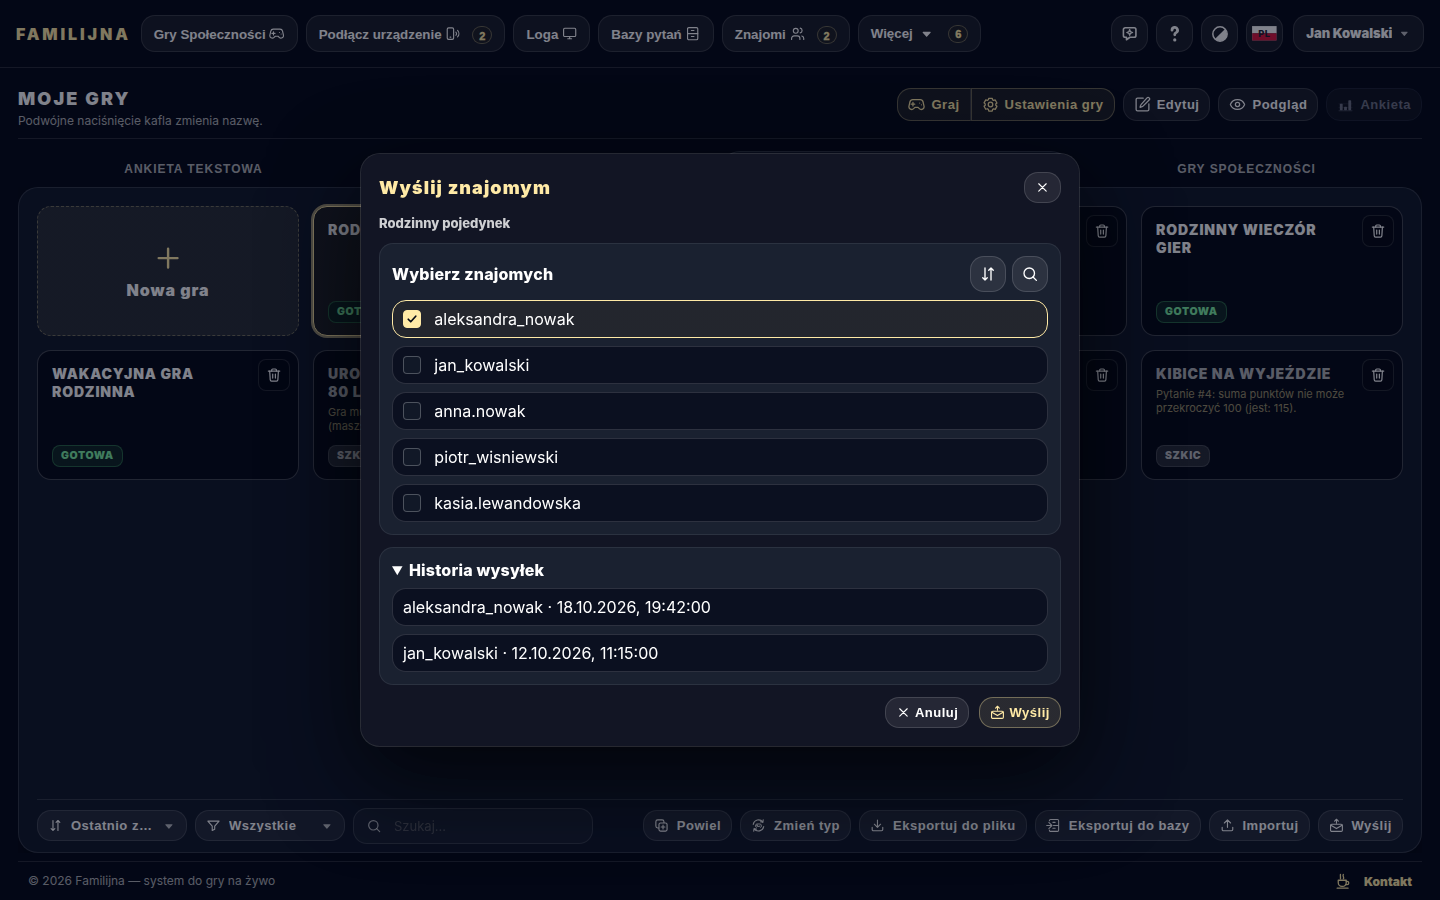 FAMILIJNA
Gry Społeczności
Podłącz urządzenie 2
Loga
Bazy pytań
Znajomi 2
Więcej 6
?
PL
Jan Kowalski
MOJE GRY
Podwójne naciśnięcie kafla zmienia nazwę.
Graj
Ustawienia gry
Edytuj
Podgląd
Ankieta
ANKIETA TEKSTOWA
GRY SPOŁECZNOŚCI
Nowa gra
RODZINNY WIECZÓR
GIER
GOTOWA
WAKACYJNA GRA
RODZINNA
GOTOWA
80 L
Gra
KIBICE NA WYJEŹDZIE
Pytanie #4: suma punktów nie może
przekroczyć 100 (jest: 115).
SZKIC
Wyślij znajomym
Rodzinny pojedynek
Wybierz znajomych
aleksandra_nowak
jan_kowalski
anna.nowak
piotr_wisniewski
kasia.lewandowska
Historia wysyłek
aleksandra_nowak · 18.10.2026, 19:42:00
jan_kowalski · 12.10.2026, 11:15:00
Anuluj
Wyślij
Ostatnio z...
Wszystkie
Szukaj...
Powiel
Zmień typ
Eksportuj do pliku
Eksportuj do bazy
Importuj
Wyślij
© 2026 Familijna — system do gry na żywo
Kontakt